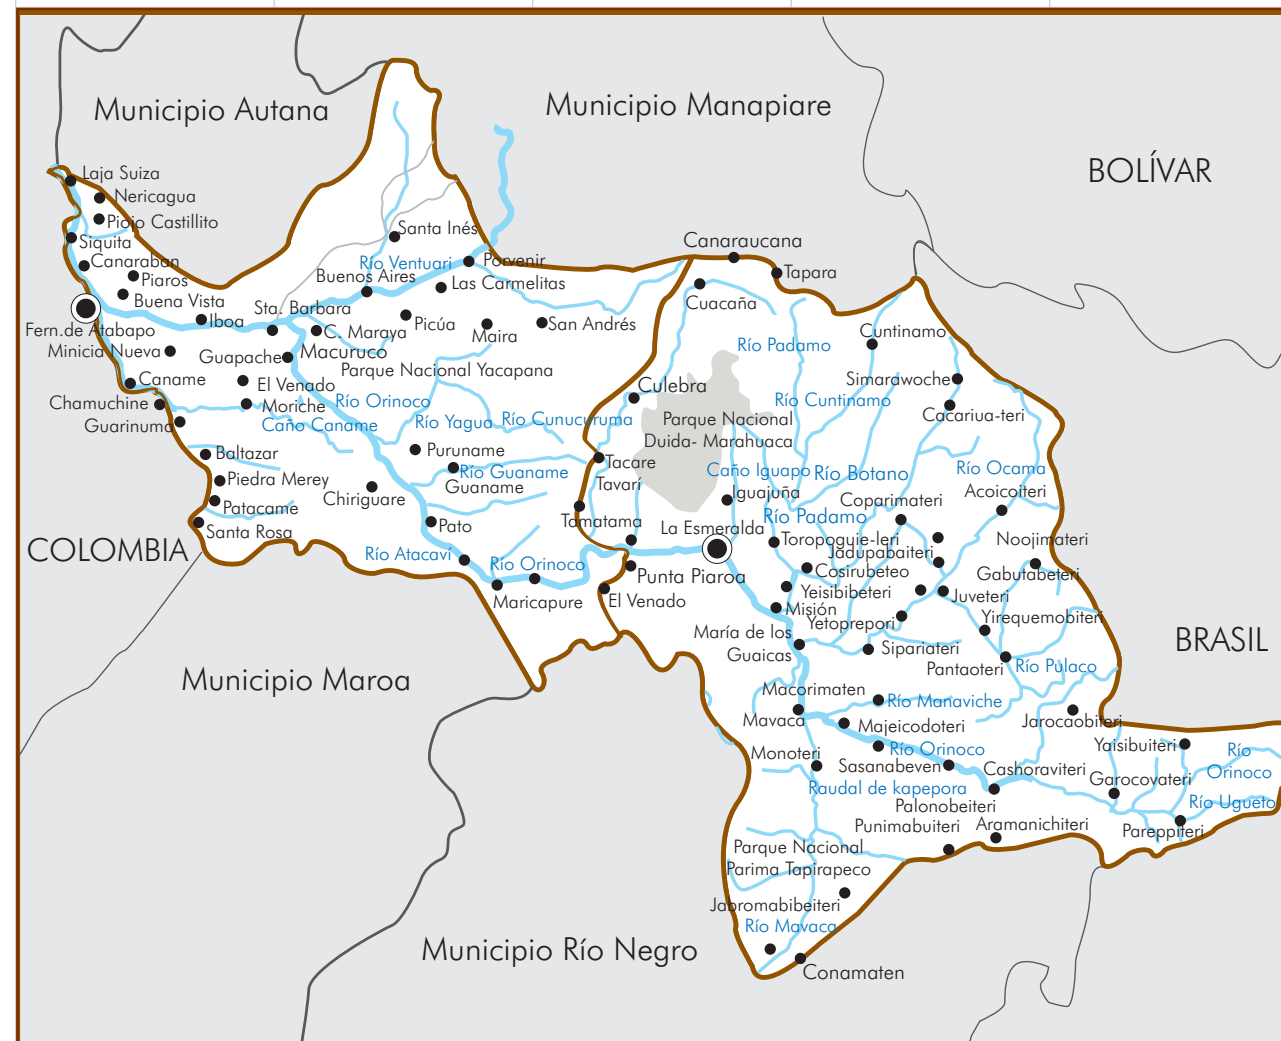 Municipio Autana
Municipio Manapiare
BOLÍVAR
Laja Suiza
Nericagua
Piojo Castillito
Siquita
Canaraban
Piaros
Buena Vista
Iboa
Fern.de Atabapo
Minicia Nueva
Santa Inés
Río Ventuari
Porvenir
Buenos Aires
Las Carmelitas
Sta. Barbara
C. Maraya
Picúa
Maira
San Andrés
Guapache
Macuruco
Parque Nacional Yacapana
Caname
El Venado
Chamuchine
Moriche
Río Orinoco
Guarinuma
Caño Caname
Río Yagua
Río Cunucuruma
Baltazar
Puruname
Piedra Merey
Río Guaname
Guaname
Chiriguare
Patacame
Santa Rosa
Pato
COLOMBIA
Río Atacaví
Río Orinoco
Maricapure
Canaraucana
Tapara
Cuacaña
Río Padamo
Cuntinamo
Culebra
Simarawoche
Río Cuntinamo
Parque Nacional
Duida- Marahuaca
Cacariua-teri
Tacare
Tavarí
Caño Iguapo
Río Botano
Río Ocama
Iguajuña
Coparimateri
Acoicoiteri
Tamatama
La Esmeralda
Río Padamo
Toropoguie-leri
Jadupabaiteri
Noojimateri
Punta Piaroa
Cosirubeteo
Gabutabeteri
El Venado
Yeisibibeteri
Juveteri
Misión
Yetoprepori
Yirequemobiteri
María de los
Guaicas
Sipariateri
Pantaoteri
Río Pulaco
BRASIL
Macorimaten
Río Manaviche
Mavaca
Majeicodoteri
Jarocaobiteri
Monoteri
Río Orinoco
Yaisibuiteri
Río
Orinoco
Sasanabeven
Cashoraviteri
Garocovateri
Raudal de kapepora
Palonobeiteri
Río Ugueto
Punimabuiteri
Aramanichiteri
Pareppiteri
Parque Nacional
Parima Tapirapeco
Jabromabibeiteri
Río Mavaca
Conamaten
Municipio Maroa
Municipio Río Negro